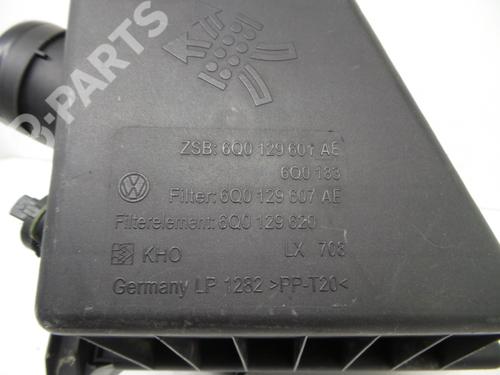 B-PARTS
ZSB: 6Q0 129 601 AE
6Q0 183
Filter: 6Q0 129 607 AE
Filterelement: 6Q0 129 620
KHO LX 708
Germany LP 1282 >PP-T20<